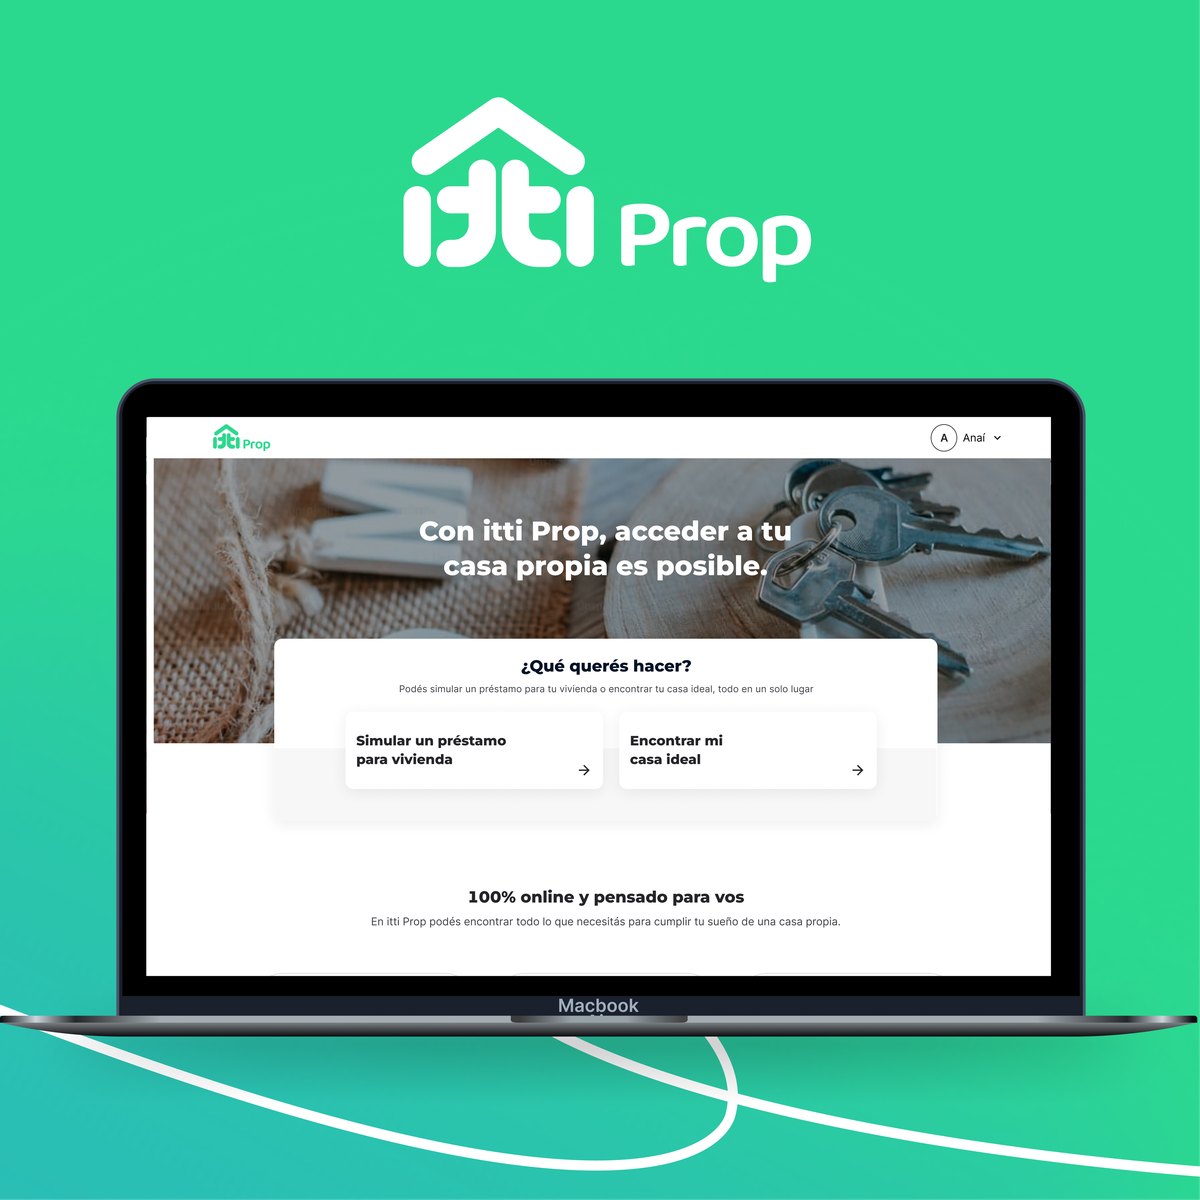 itti Prop
itti Prop
A Anaí
Con itti Prop, acceder a tu
casa propia es posible.
¿Qué querés hacer?
Podés simular un préstamo para tu vivienda o encontrar tu casa ideal, todo en un solo lugar
Simular un préstamo
para vivienda
Encontrar mi
casa ideal
100% online y pensado para vos
En itti Prop podés encontrar todo lo que necesitás para cumplir tu sueño de una casa propia.
Macbook